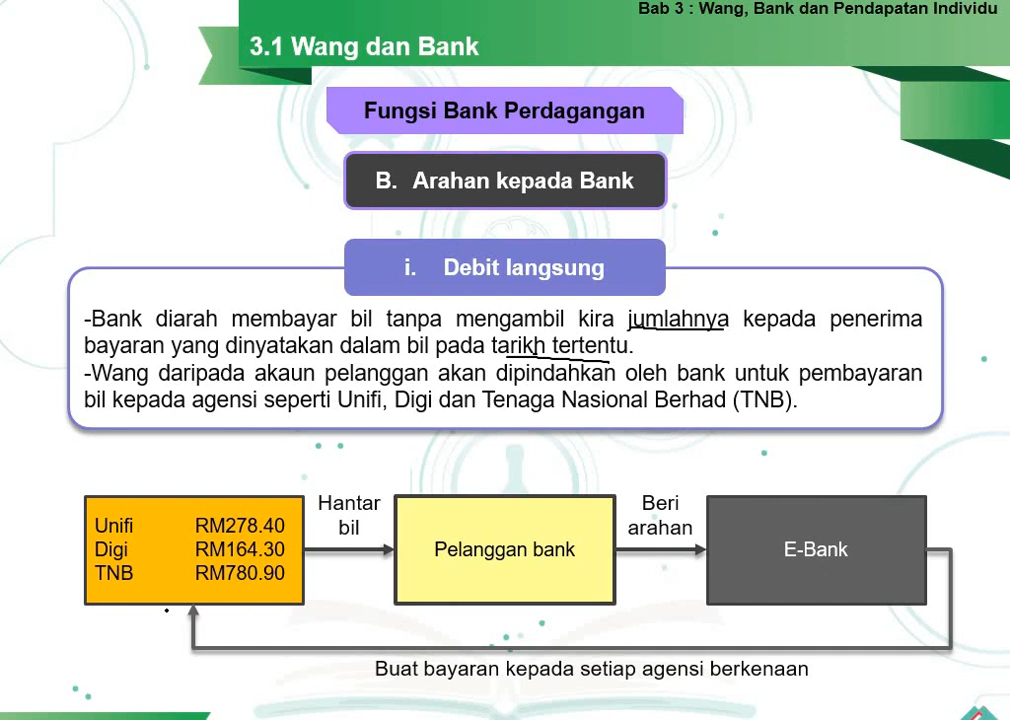 Bab 3 : Wang, Bank dan Pendapatan Individu
3.1 Wang dan Bank
Fungsi Bank Perdagangan
B. Arahan kepada Bank
i. Debit langsung
-Bank diarah membayar bil tanpa mengambil kira jumlahnya kepada penerima
bayaran yang dinyatakan dalam bil pada tarikh tertentu.
-Wang daripada akaun pelanggan akan dipindahkan oleh bank untuk pembayaran
bil kepada agensi seperti Unifi, Digi dan Tenaga Nasional Berhad (TNB).
Unifi RM278.40
Digi RM164.30
TNB RM780.90
Hantar
bil
Pelanggan bank
Beri
arahan
E-Bank
Buat bayaran kepada setiap agensi berkenaan